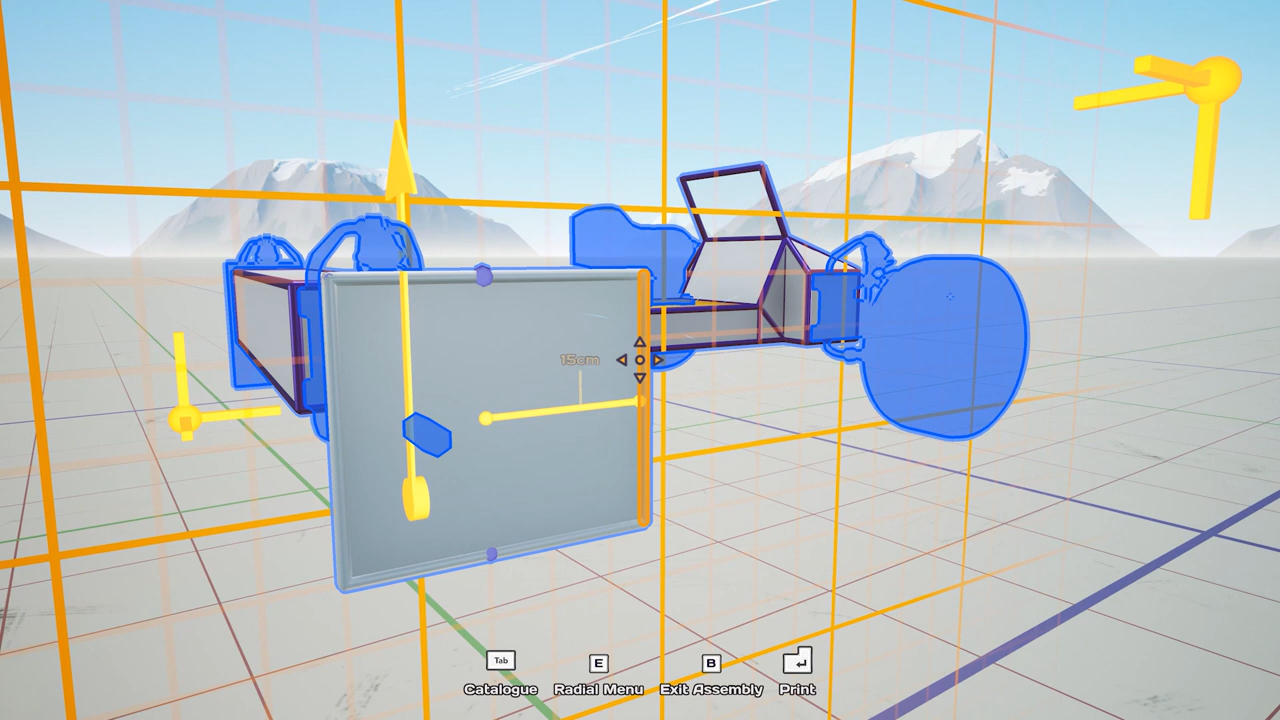 15cm
Tab
E
B
Catalogue
Radial Menu
Exit Assembly
Print